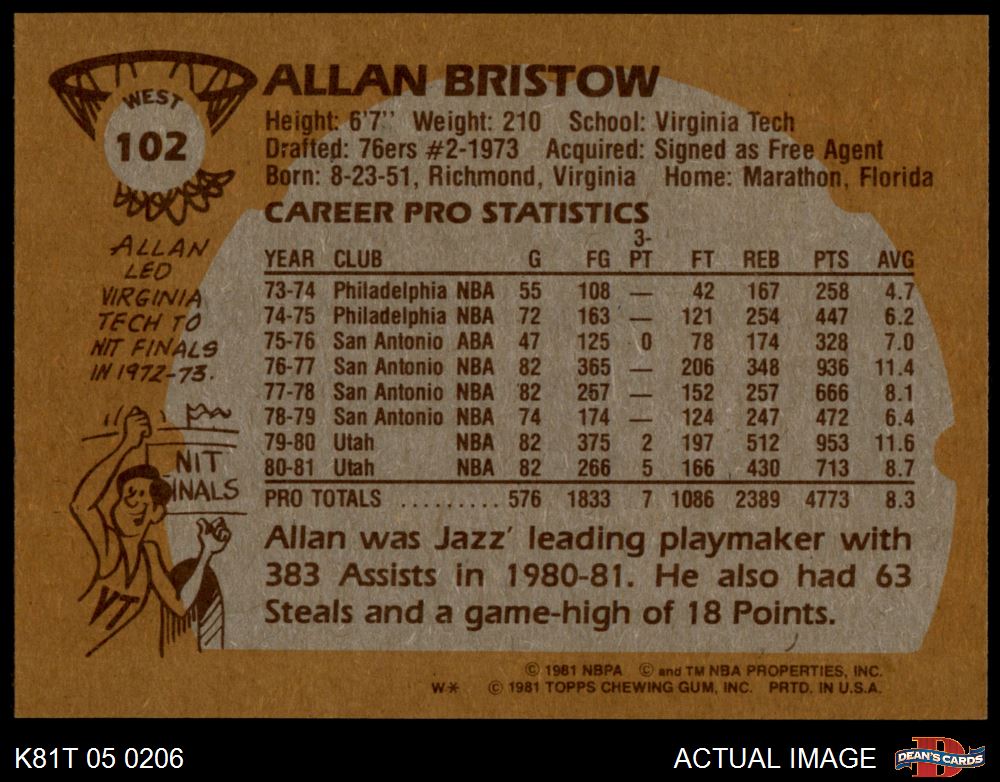 WEST
102
ALLAN BRISTOW
Height: 6'7'' Weight: 210 School: Virginia Tech
Drafted: 76ers #2-1973 Acquired: Signed as Free Agent
Born: 8-23-51, Richmond, Virginia Home: Marathon, Florida
CAREER PRO STATISTICS
YEAR CLUB G FG 3-PT FT REB PTS AVG
73-74 Philadelphia NBA 55 108 — 42 167 258 4.7
74-75 Philadelphia NBA 72 163 — 121 254 447 6.2
75-76 San Antonio ABA 47 125 0 78 174 328 7.0
76-77 San Antonio NBA 82 365 — 206 348 936 11.4
77-78 San Antonio NBA 82 257 — 152 257 666 8.1
78-79 San Antonio NBA 74 174 — 124 247 472 6.4
79-80 Utah NBA 82 375 2 197 512 953 11.6
80-81 Utah NBA 82 266 5 166 430 713 8.7
PRO TOTALS ......... 576 1833 7 1086 2389 4773 8.3
Allan was Jazz' leading playmaker with
383 Assists in 1980-81. He also had 63
Steals and a game-high of 18 Points.
ALLAN
LED
VIRGINIA
TECH TO
NIT FINALS
IN 1972-73.
NIT
INALS
VT
© 1981 NBPA © and TM NBA PROPERTIES, INC.
W* © 1981 TOPPS CHEWING GUM, INC. PRTD. IN U.S.A.
K81T 05 0206
ACTUAL IMAGE
D
DEAN'S CARDS